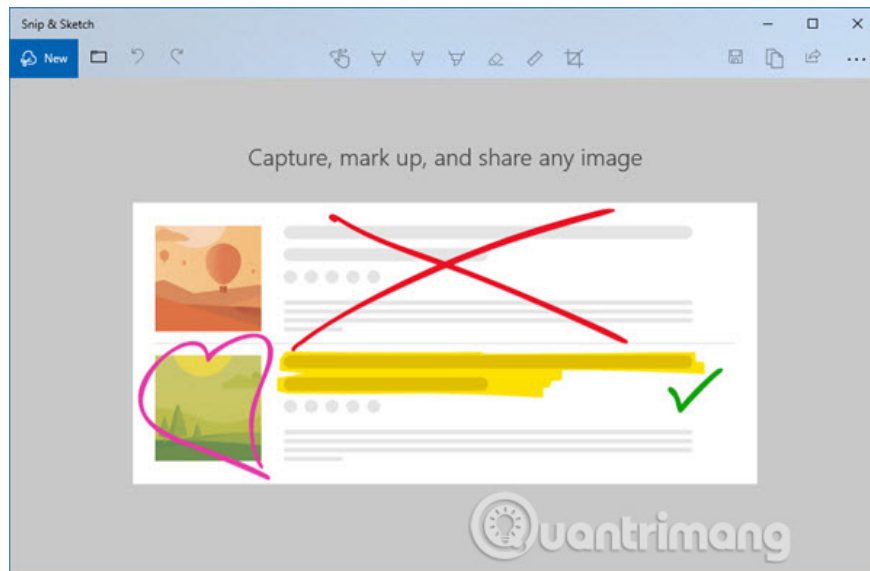 Snip & Sketch
New
Capture, mark up, and share any image
Quantrimang